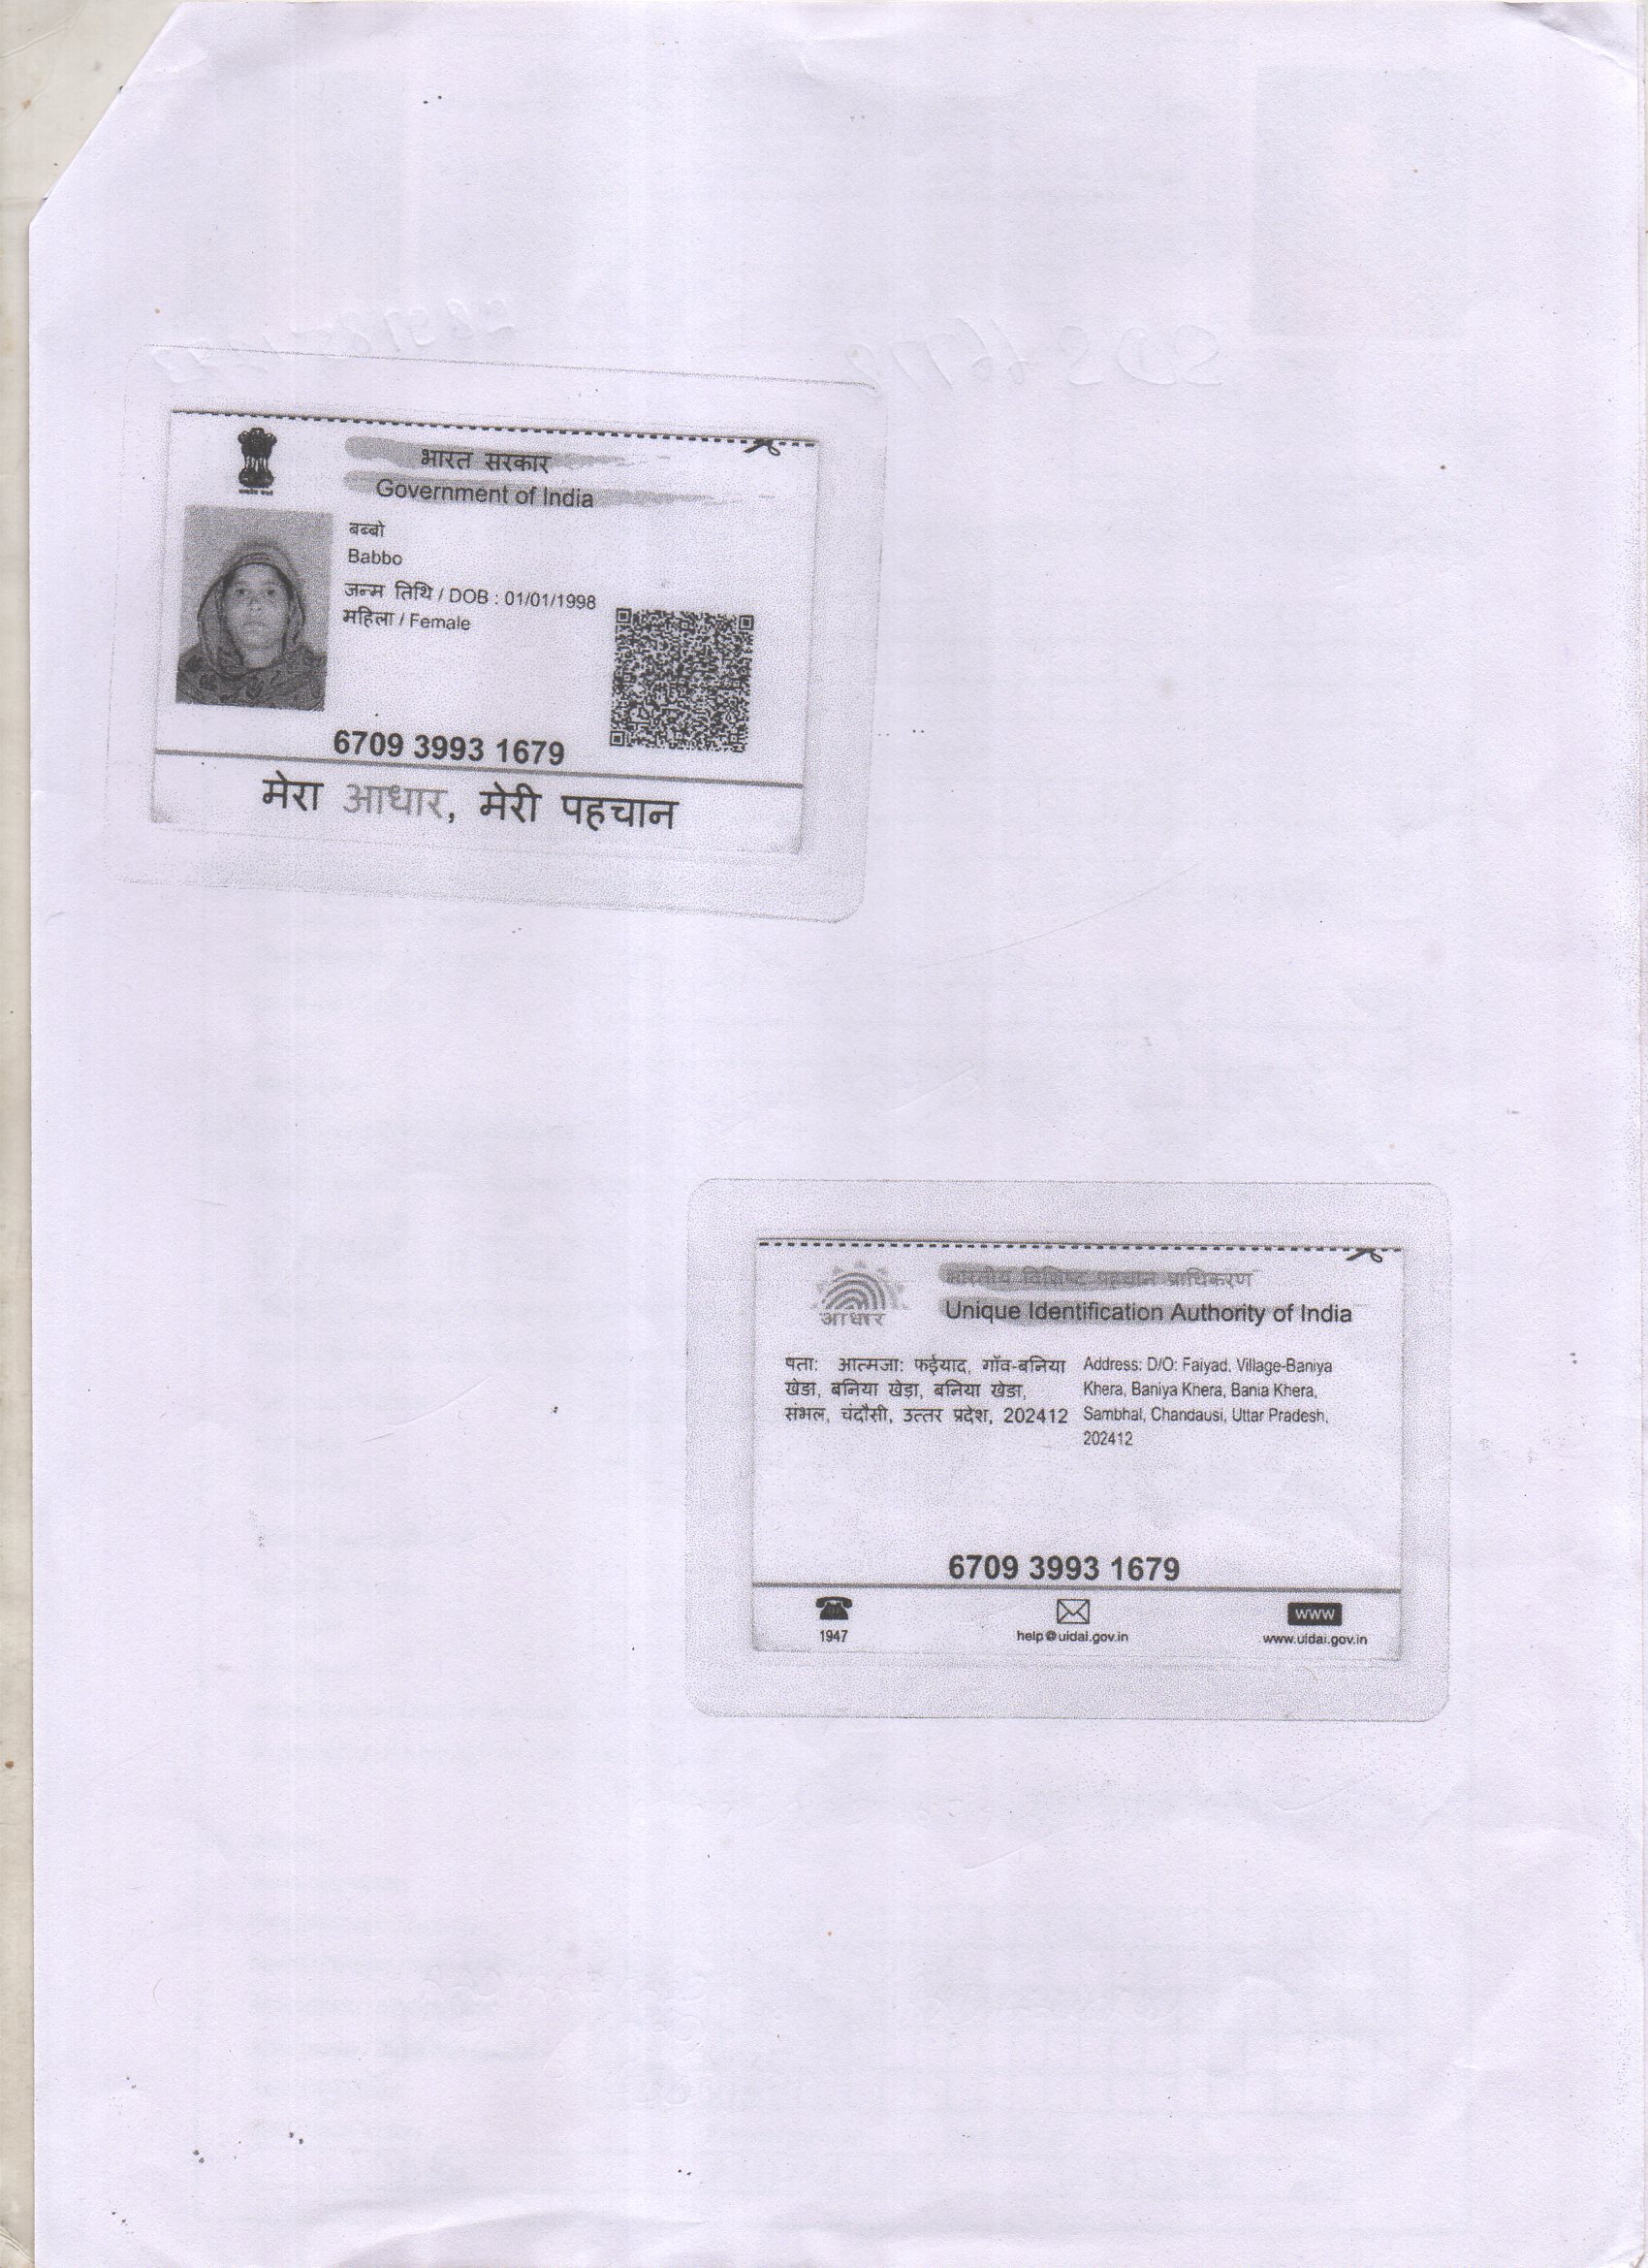 भारत सरकार
Government of India
बब्बो
Babbo
जन्म तिथि / DOB : 01/01/1998
महिला / Female
6709 3993 1679
मेरा आधार, मेरी पहचान
भारतीय विशिष्ट पहचान प्राधिकरण
Unique Identification Authority of India
आधार
पता: आत्मजा: फईयाद, गाँव-बनिया
खेडा, बनिया खेड़ा, बनिया खेडा,
संभल, चंदौसी, उत्तर प्रदेश, 202412
Address: D/O: Faiyad, Village-Baniya
Khera, Baniya Khera, Bania Khera,
Sambhal, Chandausi, Uttar Pradesh,
202412
6709 3993 1679
1947
help@uidai.gov.in
www
www.uidai.gov.in